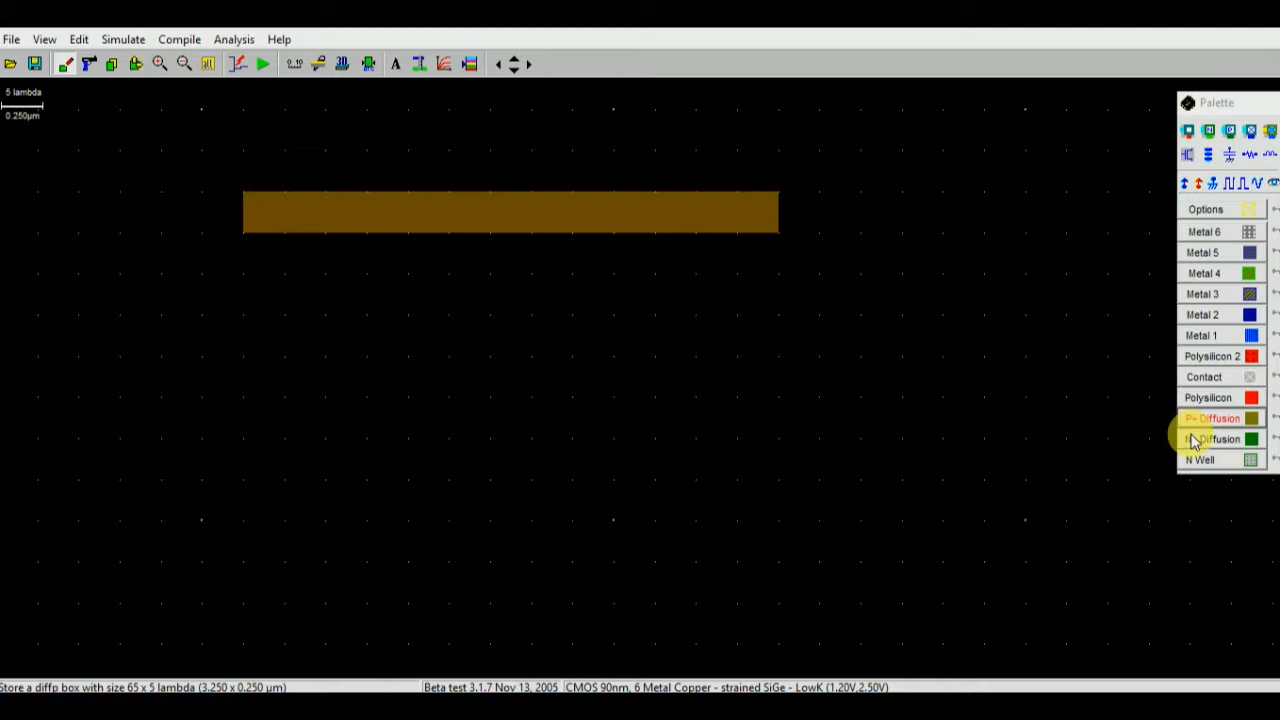 File View Edit Simulate Compile Analysis Help
0.10 3D A
5 lambda
0.250µm
Palette
Options
Metal 6
Metal 5
Metal 4
Metal 3
Metal 2
Metal 1
Polysilicon 2
Contact
Polysilicon
P+ Diffusion
Diffusion
N Well
Store a diffp box with size 65 x 5 lambda (3.250 x 0.250 µm) Beta test 3.1.7 Nov 13, 2005 CMOS 90nm, 6 Metal Copper - strained SiGe - LowK (1.20V,2.50V)